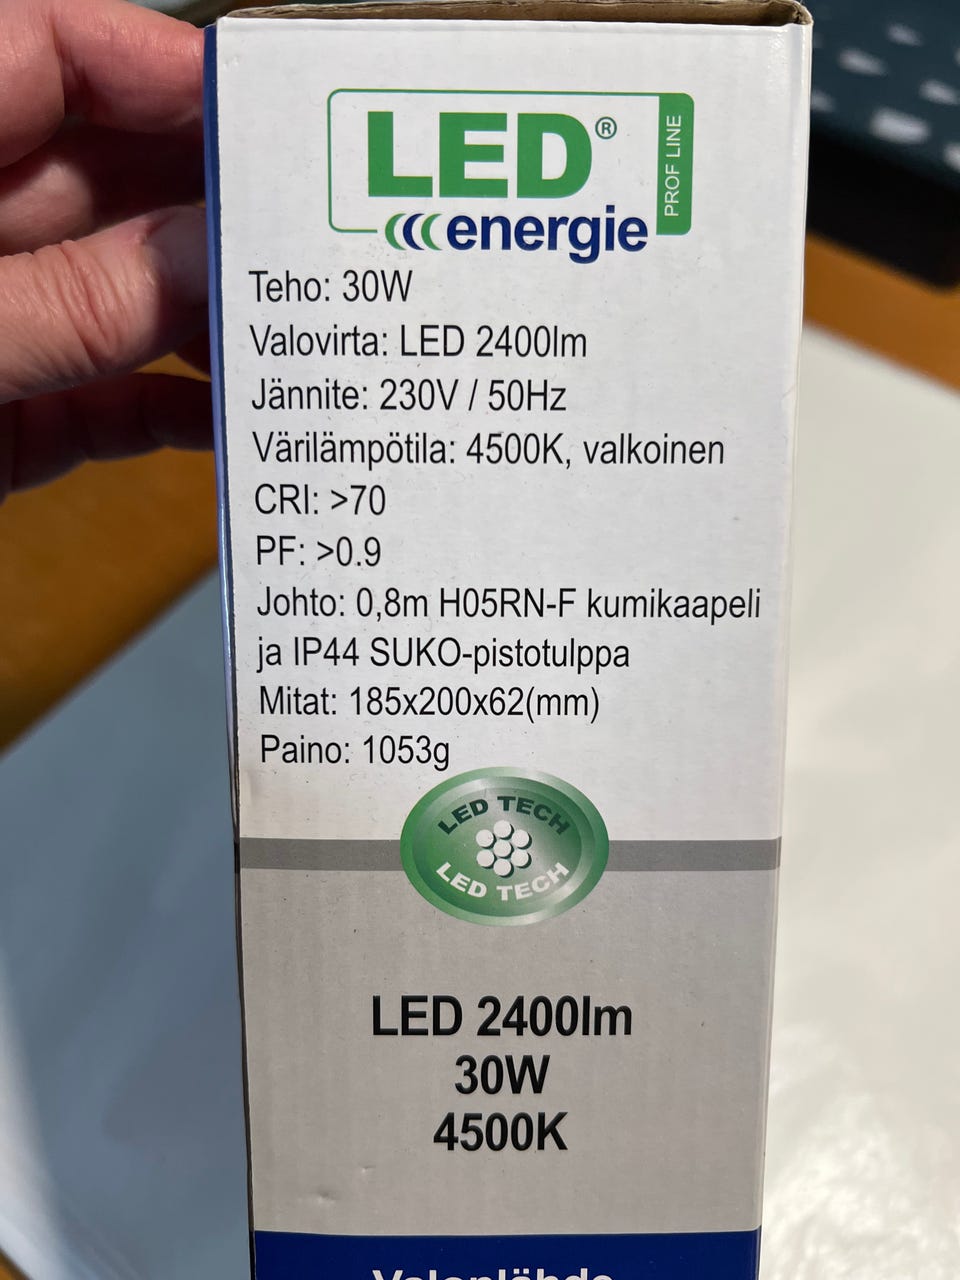 LED®
PROF LINE
energie
Teho: 30W
Valovirta: LED 2400lm
Jännite: 230V / 50Hz
Värilämpötila: 4500K, valkoinen
CRI: >70
PF: >0.9
Johto: 0,8m H05RN-F kumikaapeli
ja IP44 SUKO-pistotulppa
Mitat: 185x200x62(mm)
Paino: 1053g
LED TECH
LED TECH
LED 2400lm
30W
4500K
Valonlähde